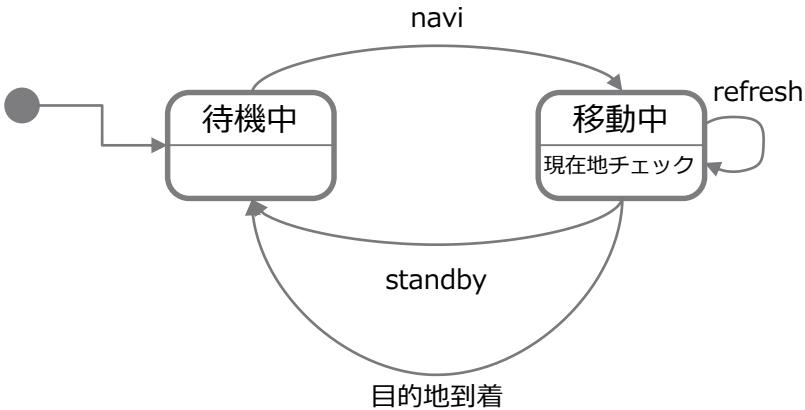 navi
待機中
移動中
refresh
現在地チェック
standby
目的地到着